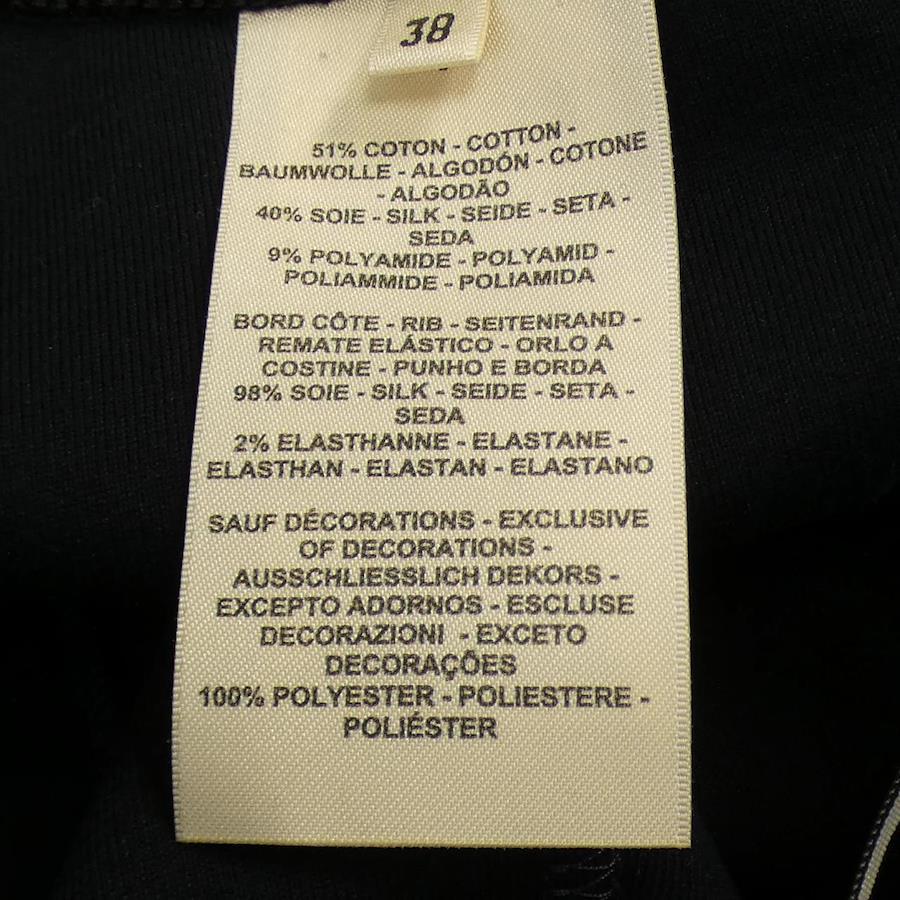 38
51% COTON - COTTON -
BAUMWOLLE - ALGODÓN - COTONE
- ALGODÃO
40% SOIE - SILK - SEIDE - SETA -
SEDA
9% POLYAMIDE - POLYAMID -
POLIAMMIDE - POLIAMIDA
BORD CÔTE - RIB - SEITENRAND -
REMATE ELÁSTICO - ORLO A
COSTINE - PUNHO E BORDA
98% SOIE - SILK - SEIDE - SETA -
SEDA
2% ELASTHANNE - ELASTANE -
ELASTHAN - ELASTAN - ELASTANO
SAUF DÉCORATIONS - EXCLUSIVE
OF DECORATIONS -
AUSSCHLIESSLICH DEKORS -
EXCEPTO ADORNOS - ESCLUSE
DECORAZIONI - EXCETO
DECORAÇÕES
100% POLYESTER - POLIESTERE -
POLIÉSTER